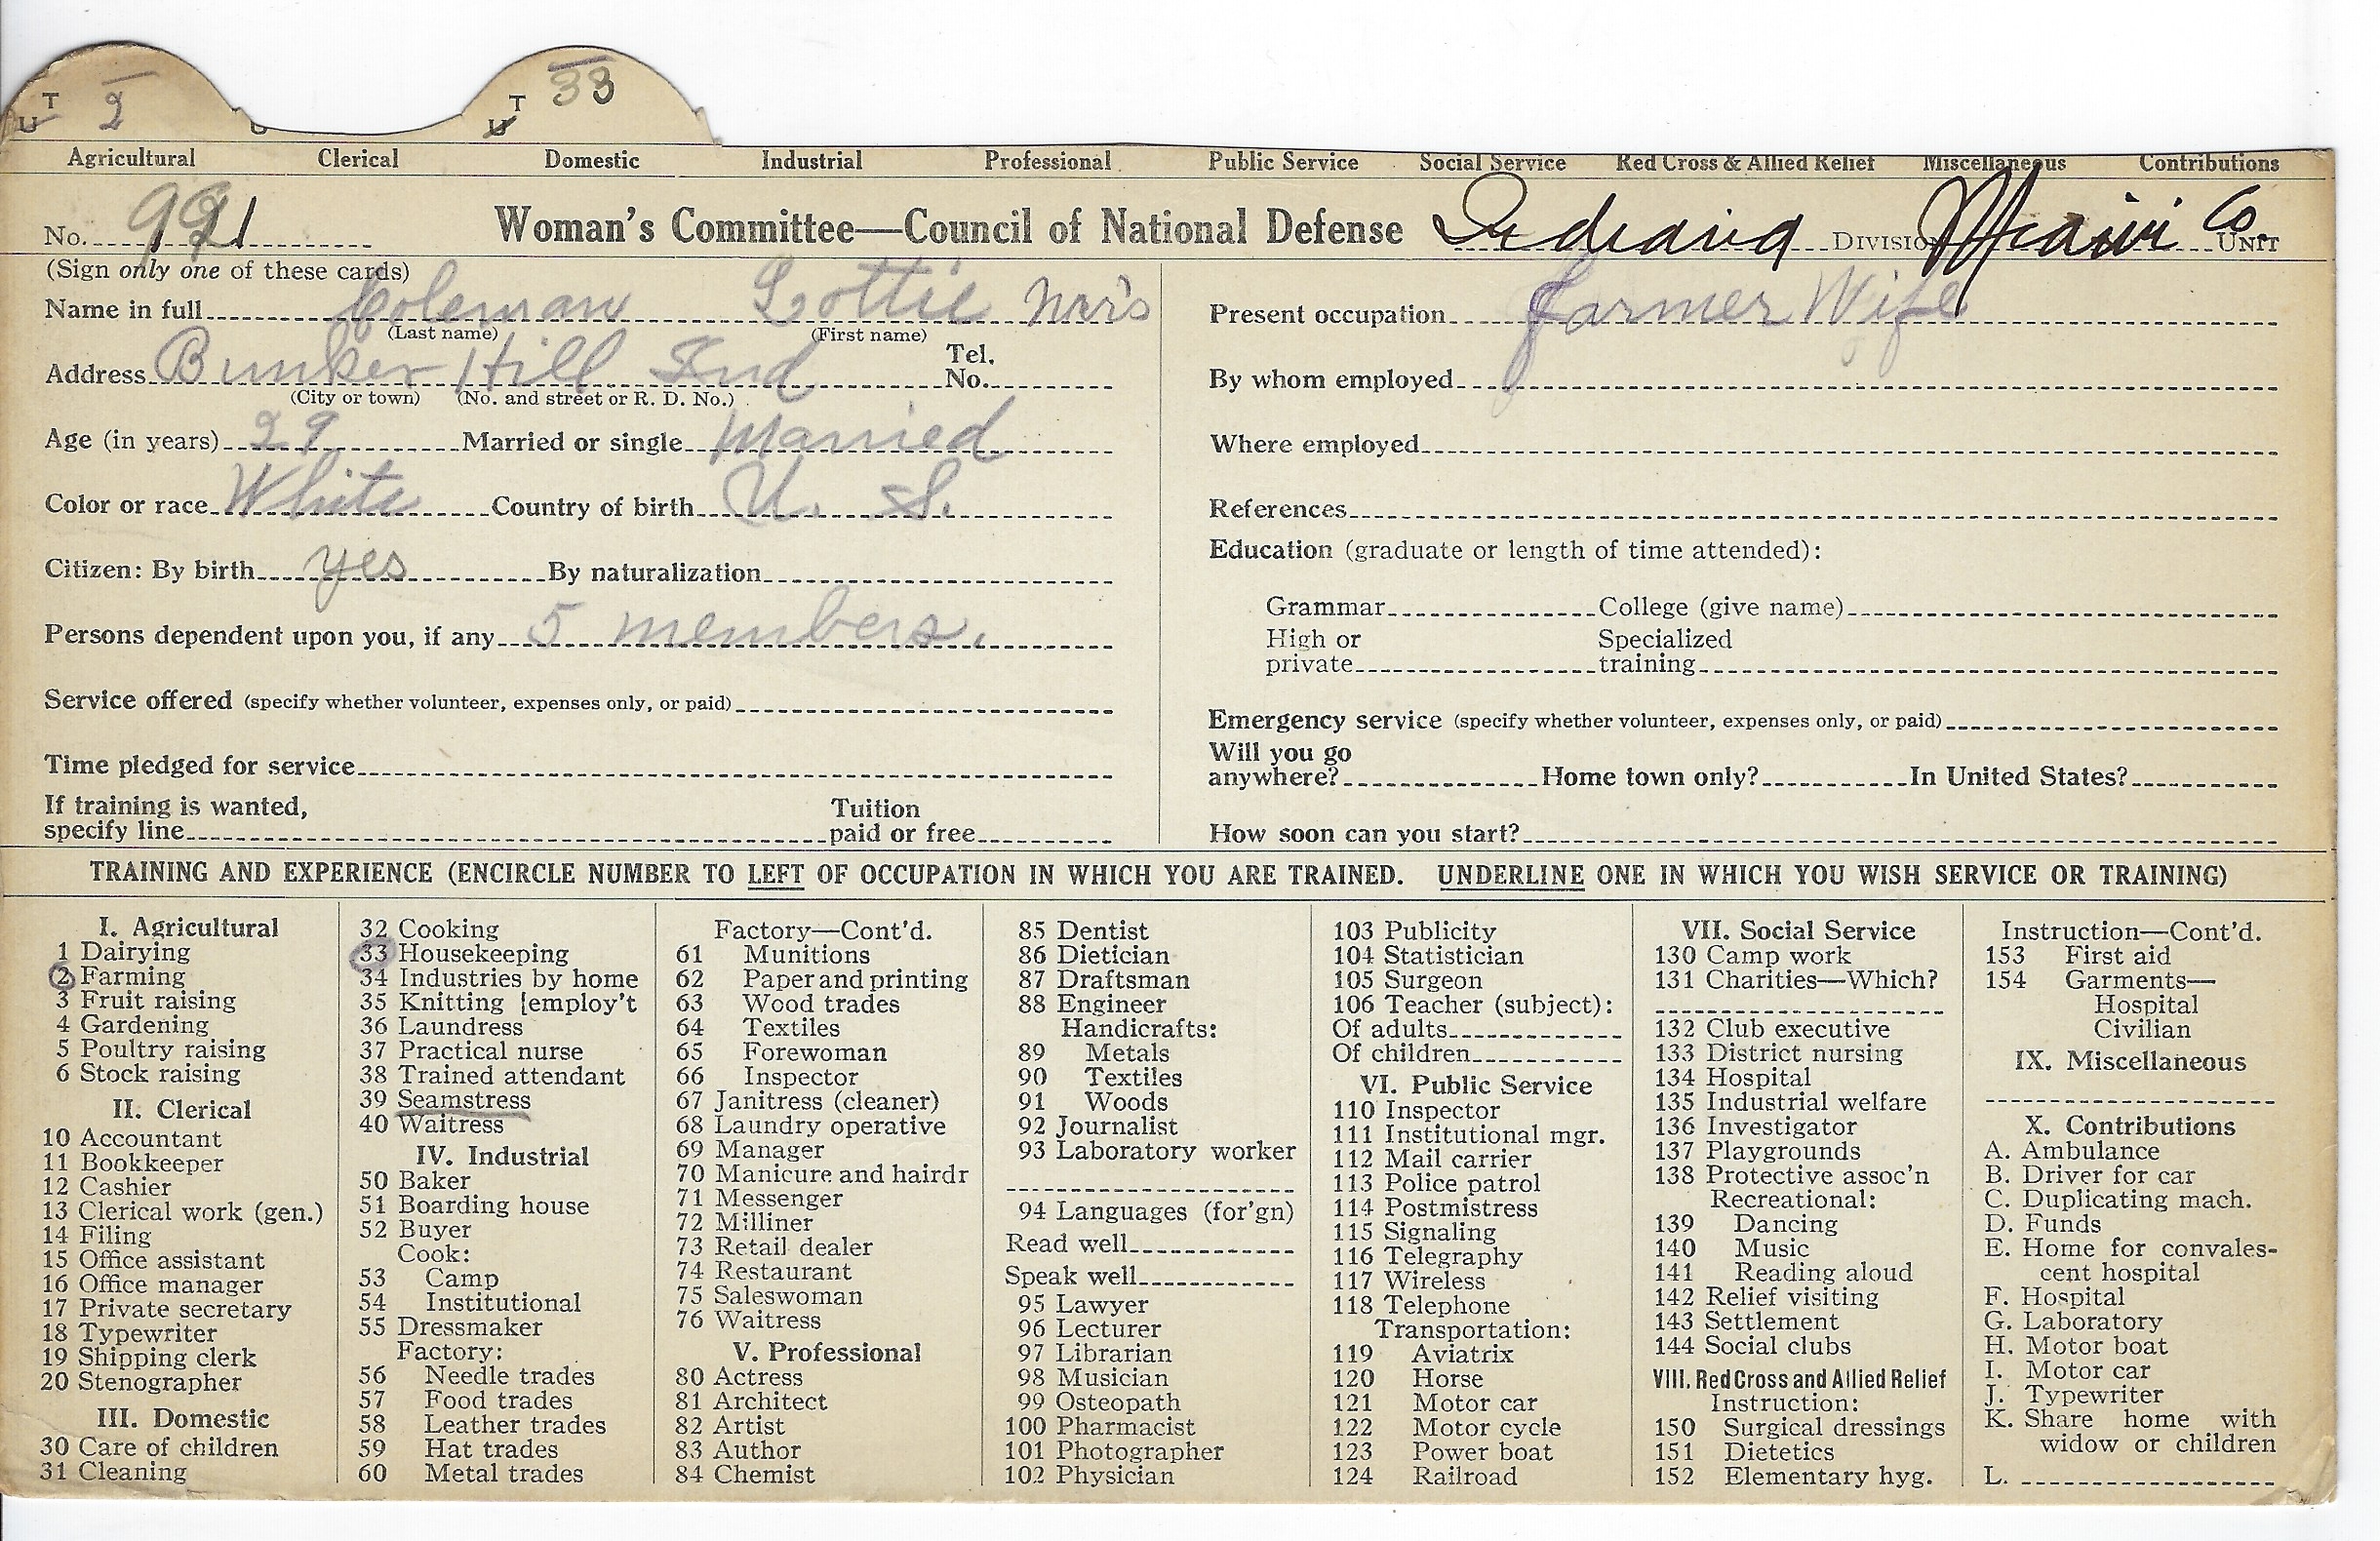 T 2 T 33
U U U
Agricultural Clerical Domestic Industrial Professional Public Service Social Service Red Cross & Allied Relief Miscellaneous Contributions
No. 991 Woman's Committee—Council of National Defense Indiana DIVISION Miami Co. UNIT
(Sign only one of these cards)
Name in full Coleman Lottie Mrs
(Last name) (First name)
Address Bunker Hill Ind Tel. No.
(City or town) (No. and street or R. D. No.)
Age (in years) 29 Married or single Married
Color or race White Country of birth U. S.
Citizen: By birth yes By naturalization
Persons dependent upon you, if any 5 members.
Service offered (specify whether volunteer, expenses only, or paid)
Time pledged for service
If training is wanted, specify line Tuition paid or free
Present occupation farmer Wife
By whom employed
Where employed
References
Education (graduate or length of time attended):
Grammar College (give name)
High or private Specialized training
Emergency service (specify whether volunteer, expenses only, or paid)
Will you go anywhere? Home town only? In United States?
How soon can you start?
TRAINING AND EXPERIENCE (ENCIRCLE NUMBER TO LEFT OF OCCUPATION IN WHICH YOU ARE TRAINED. UNDERLINE ONE IN WHICH YOU WISH SERVICE OR TRAINING)
I. Agricultural
1 Dairying
2 Farming
3 Fruit raising
4 Gardening
5 Poultry raising
6 Stock raising
II. Clerical
10 Accountant
11 Bookkeeper
12 Cashier
13 Clerical work (gen.)
14 Filing
15 Office assistant
16 Office manager
17 Private secretary
18 Typewriter
19 Shipping clerk
20 Stenographer
III. Domestic
30 Care of children
31 Cleaning
32 Cooking
33 Housekeeping
34 Industries by home
35 Knitting [employ't
36 Laundress
37 Practical nurse
38 Trained attendant
39 Seamstress
40 Waitress
IV. Industrial
50 Baker
51 Boarding house
52 Buyer
Cook:
53 Camp
54 Institutional
55 Dressmaker
Factory:
56 Needle trades
57 Food trades
58 Leather trades
59 Hat trades
60 Metal trades
Factory—Cont'd.
61 Munitions
62 Paper and printing
63 Wood trades
64 Textiles
65 Forewoman
66 Inspector
67 Janitress (cleaner)
68 Laundry operative
69 Manager
70 Manicure and hairdr
71 Messenger
72 Milliner
73 Retail dealer
74 Restaurant
75 Saleswoman
76 Waitress
V. Professional
80 Actress
81 Architect
82 Artist
83 Author
84 Chemist
85 Dentist
86 Dietician
87 Draftsman
88 Engineer
Handicrafts:
89 Metals
90 Textiles
91 Woods
92 Journalist
93 Laboratory worker
94 Languages (for'gn)
Read well
Speak well
95 Lawyer
96 Lecturer
97 Librarian
98 Musician
99 Osteopath
100 Pharmacist
101 Photographer
102 Physician
103 Publicity
104 Statistician
105 Surgeon
106 Teacher (subject):
Of adults
Of children
VI. Public Service
110 Inspector
111 Institutional mgr.
112 Mail carrier
113 Police patrol
114 Postmistress
115 Signaling
116 Telegraphy
117 Wireless
118 Telephone
Transportation:
119 Aviatrix
120 Horse
121 Motor car
122 Motor cycle
123 Power boat
124 Railroad
VII. Social Service
130 Camp work
131 Charities—Which?
132 Club executive
133 District nursing
134 Hospital
135 Industrial welfare
136 Investigator
137 Playgrounds
138 Protective assoc'n
Recreational:
139 Dancing
140 Music
141 Reading aloud
142 Relief visiting
143 Settlement
144 Social clubs
VIII. Red Cross and Allied Relief
Instruction:
150 Surgical dressings
151 Dietetics
152 Elementary hyg.
Instruction—Cont'd.
153 First aid
154 Garments—
Hospital
Civilian
IX. Miscellaneous
X. Contributions
A. Ambulance
B. Driver for car
C. Duplicating mach.
D. Funds
E. Home for convales-
cent hospital
F. Hospital
G. Laboratory
H. Motor boat
I. Motor car
J. Typewriter
K. Share home with
widow or children
L.